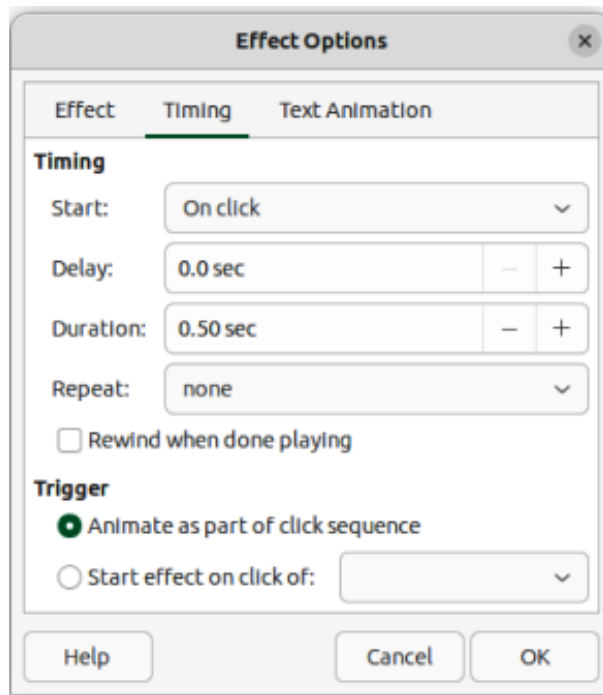 Effect Options
Effect Timing Text Animation
Timing
Start: On click
Delay: 0.0 sec
Duration: 0.50 sec
Repeat: none
Rewind when done playing
Trigger
Animate as part of click sequence
Start effect on click of:
Help Cancel OK